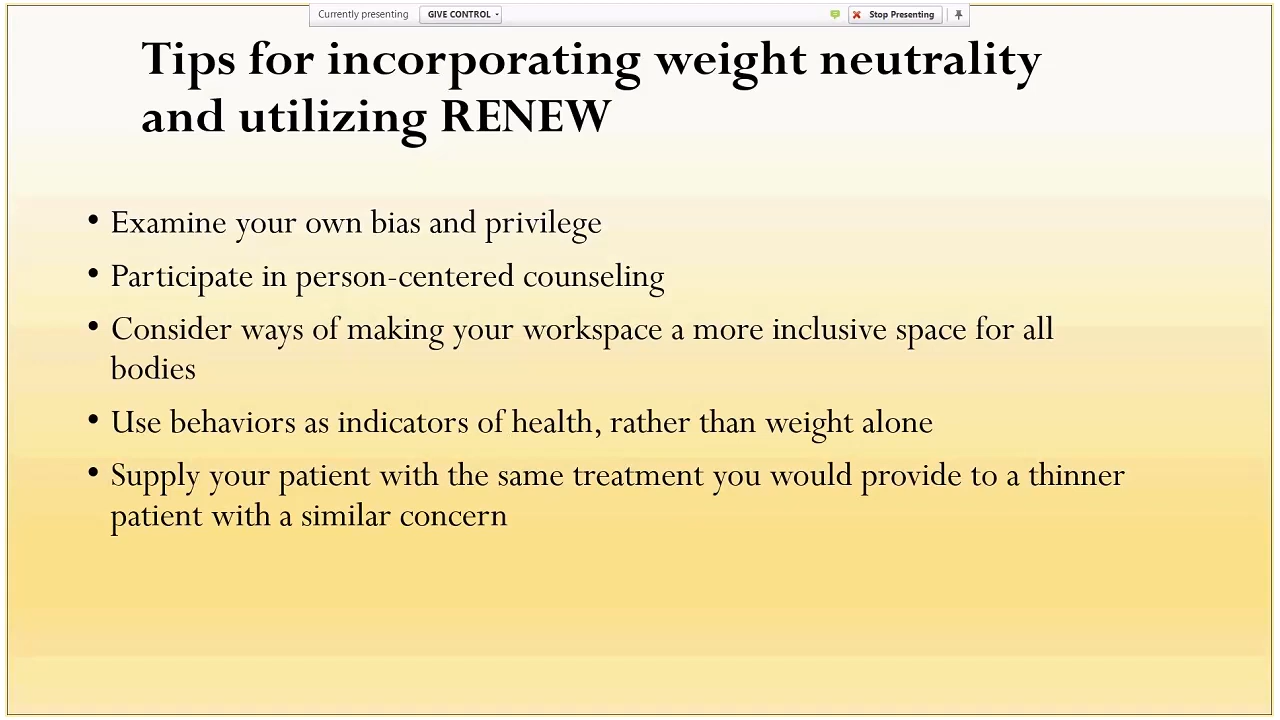 Currently presenting GIVE CONTROL Stop Presenting
Tips for incorporating weight neutrality
and utilizing RENEW
• Examine your own bias and privilege
• Participate in person-centered counseling
• Consider ways of making your workspace a more inclusive space for all
bodies
• Use behaviors as indicators of health, rather than weight alone
• Supply your patient with the same treatment you would provide to a thinner
patient with a similar concern